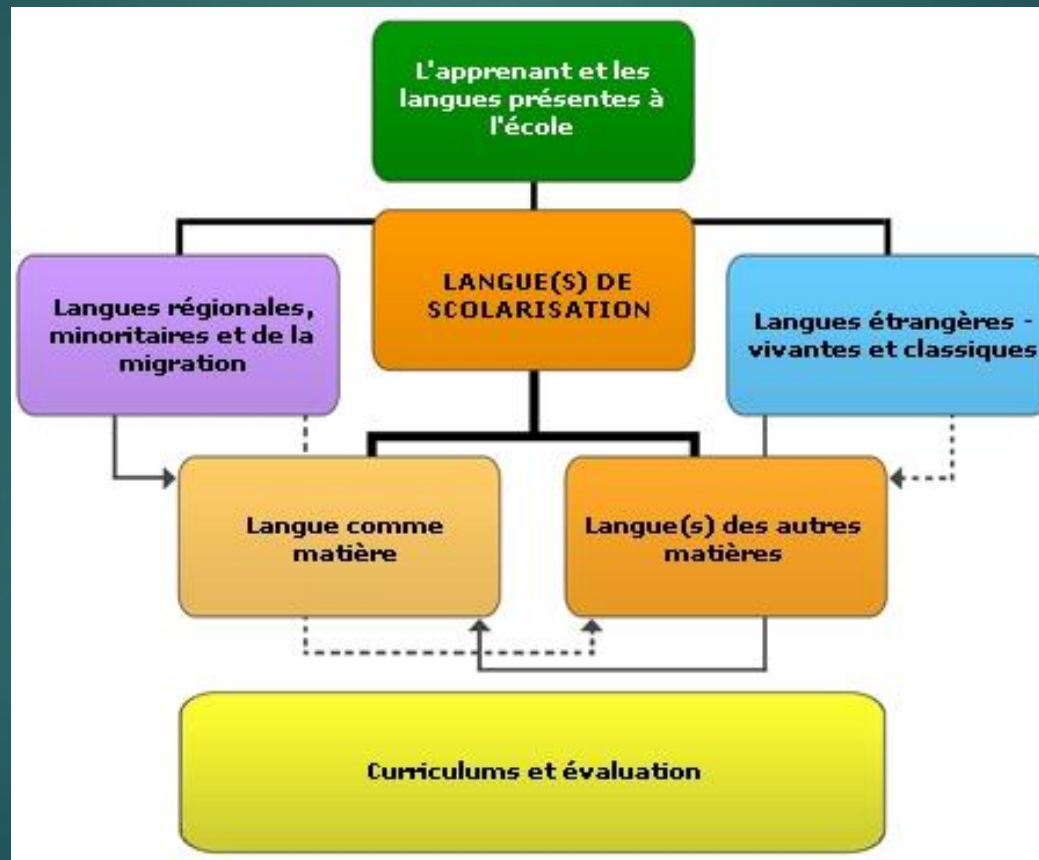 L'apprenant et les
langues présentes à
l'école
LANGUE(S) DE
SCOLARISATION
Langues régionales,
minoritaires et de la
migration
Langues étrangères -
vivantes et classiques
Langue comme
matière
Langue(s) des autres
matières
Curriculums et évaluation